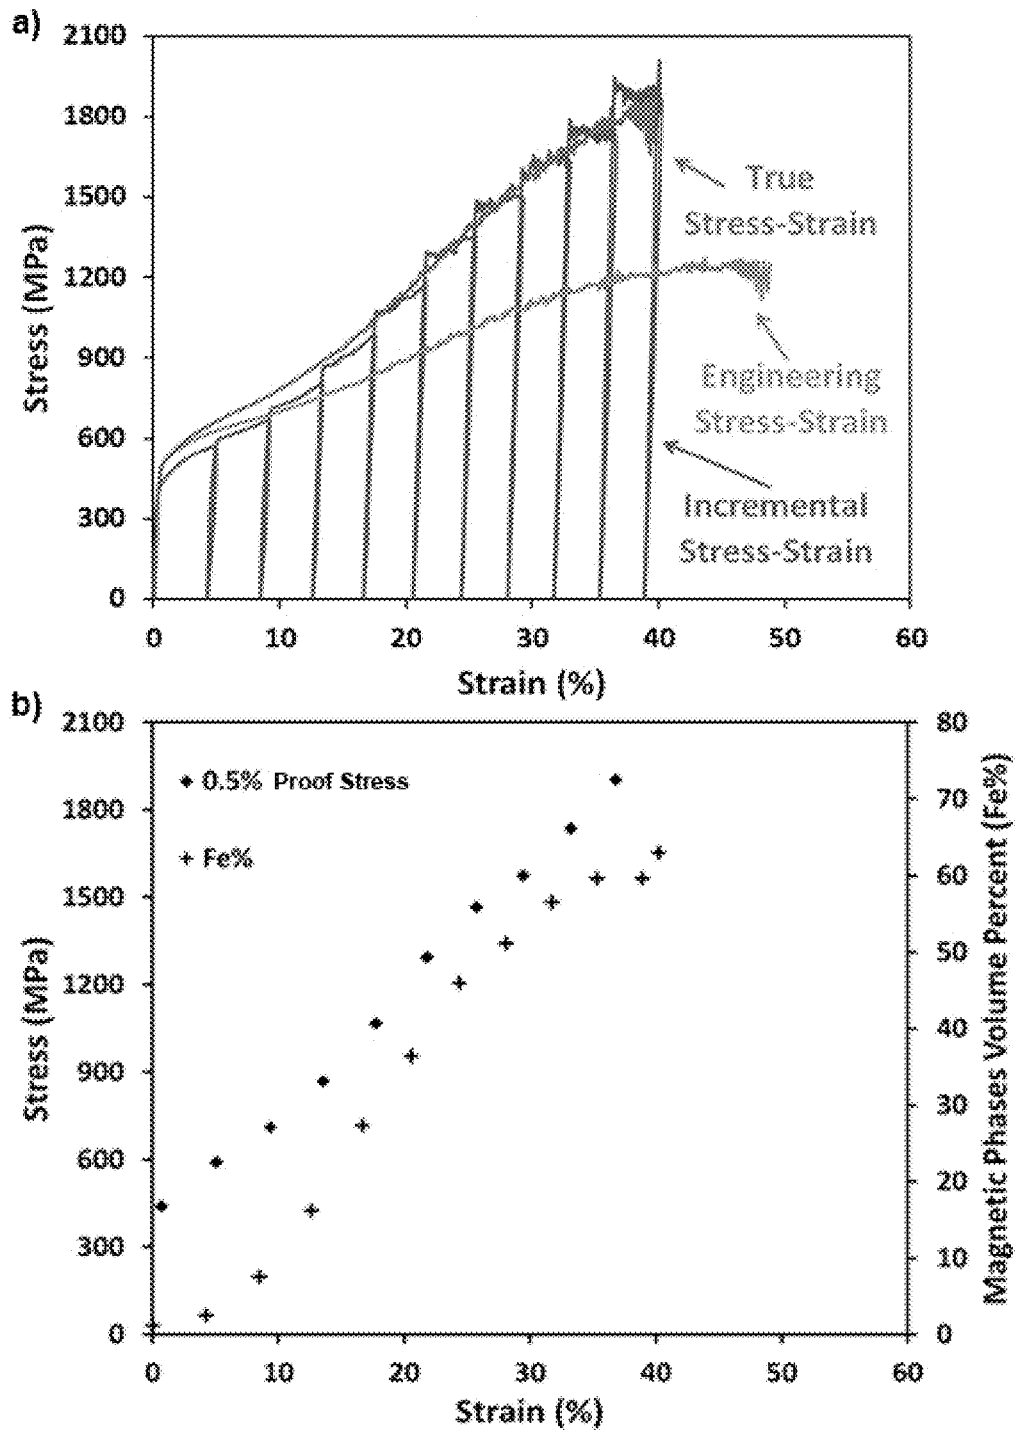 a)
2100
1800
1500
1200
900
600
300
0
Stress (MPa)
True
Stress-Strain
Engineering
Stress-Strain
Incremental
Stress-Strain
0 10 20 30 40 50 60
Strain (%)
b)
2100
1800
1500
1200
900
600
300
0
Stress (MPa)
0.5% Proof Stress
Fe%
80
70
60
50
40
30
20
10
0
Magnetic Phases Volume Percent (Fe%)
0 10 20 30 40 50 60
Strain (%)